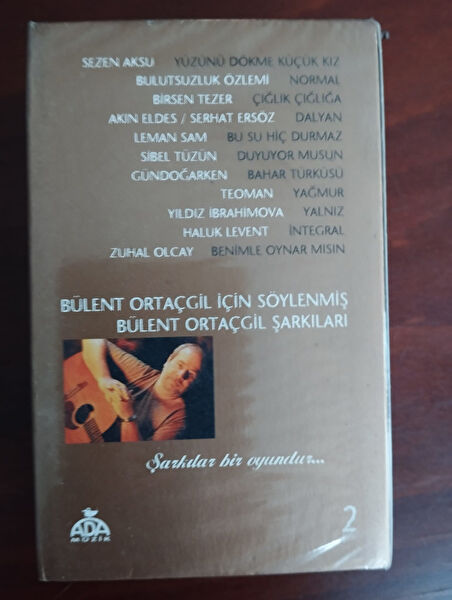 SEZEN AKSU YÜZÜNÜ DÖKME KÜÇÜK KIZ
BULUTSUZLUK ÖZLEMİ NORMAL
BİRSEN TEZER ÇIĞLIK ÇIĞLIĞA
AKIN ELDES / SERHAT ERSÖZ DALYAN
LEMAN SAM BU SU HİÇ DURMAZ
SİBEL TÜZÜN DUYUYOR MUSUN
GÜNDOĞARKEN BAHAR TÜRKÜSÜ
TEOMAN YAĞMUR
YILDIZ İBRAHİMOVA YALNIZ
HALUK LEVENT İNTEGRAL
ZUHAL OLCAY BENİMLE OYNAR MISIN
BÜLENT ORTAÇGİL İÇİN SÖYLENMİŞ
BÜLENT ORTAÇGİL ŞARKILARI
Şarkılar bir oyundur...
ADA
MÜZİK
2